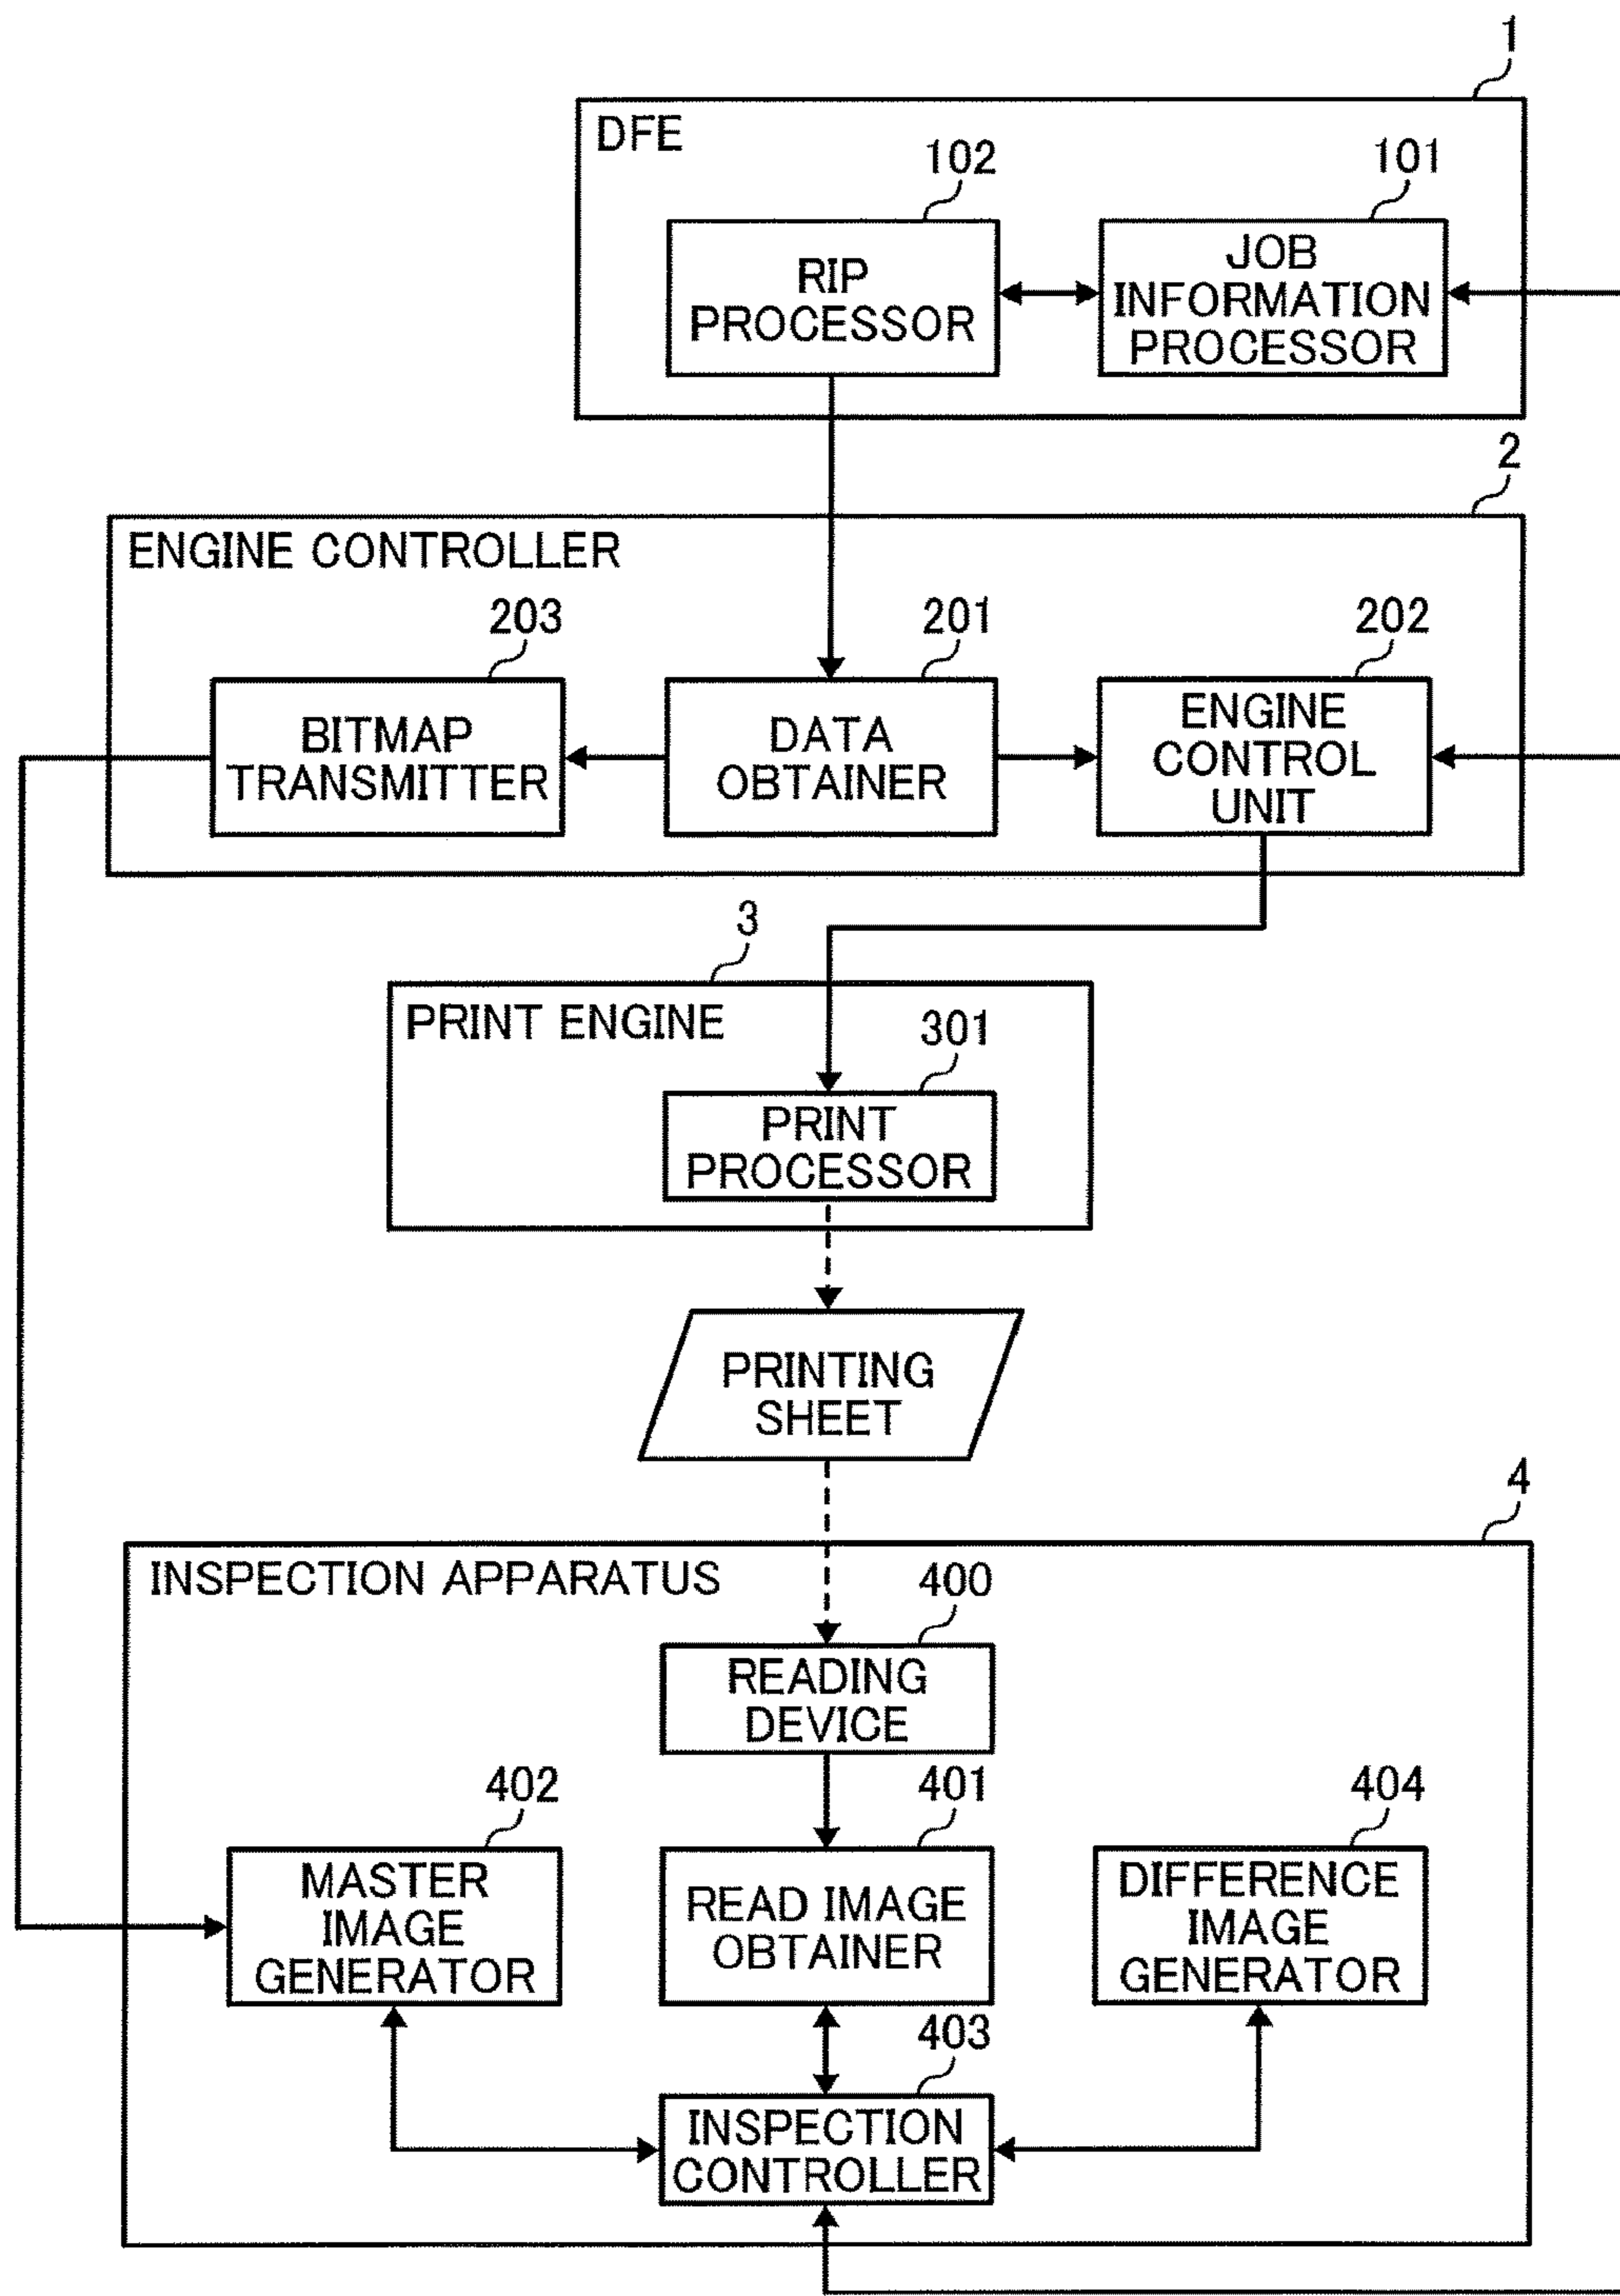 1
DFE
102
101
RIP
PROCESSOR
JOB
INFORMATION
PROCESSOR
2
ENGINE CONTROLLER
203
201
202
BITMAP
TRANSMITTER
DATA
OBTAINER
ENGINE
CONTROL
UNIT
3
PRINT ENGINE
301
PRINT
PROCESSOR
PRINTING
SHEET
4
INSPECTION APPARATUS
400
READING
DEVICE
402
401
404
MASTER
IMAGE
GENERATOR
READ IMAGE
OBTAINER
DIFFERENCE
IMAGE
GENERATOR
403
INSPECTION
CONTROLLER